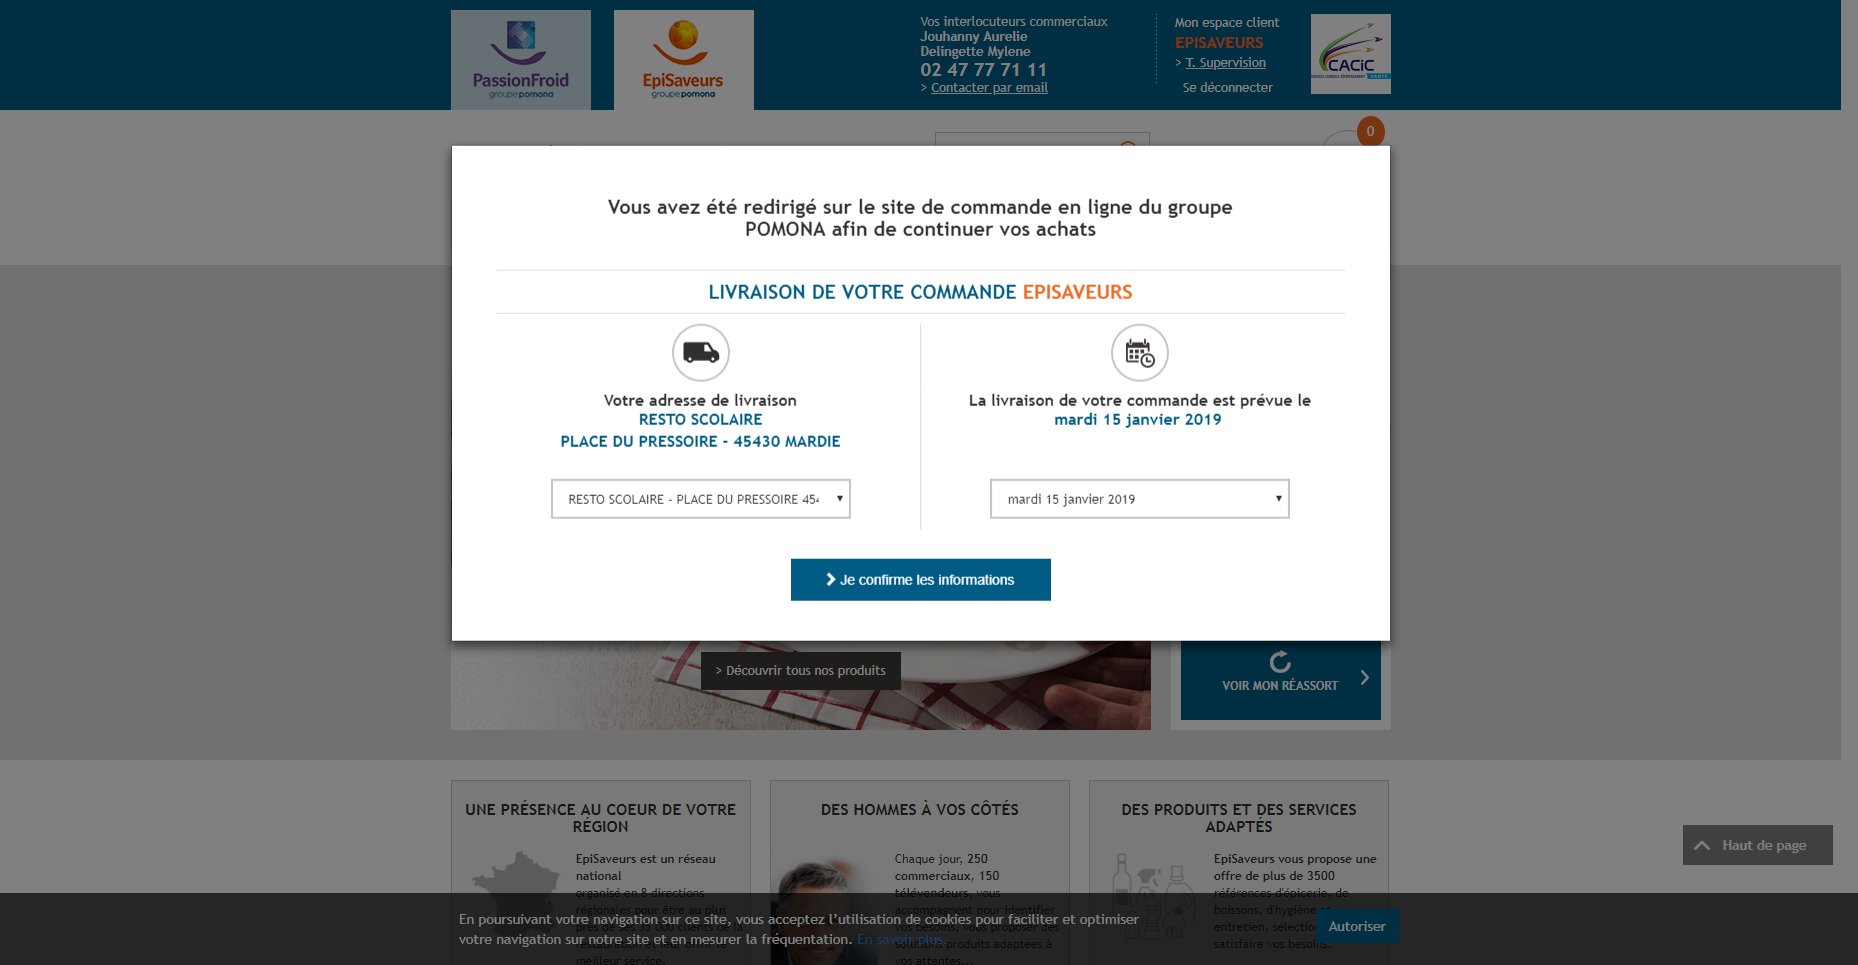 PassionFroid
groupe pomona
EpiSaveurs
groupe pomona
Vos interlocuteurs commerciaux
Jouhanny Aurelie
Delingette Mylene
02 47 77 71 11
> Contacter par email
Mon espace client
EPISAVEURS
> T. Supervision
Se déconnecter
CACIC
SANTÉ
0
Vous avez été redirigé sur le site de commande en ligne du groupe
POMONA afin de continuer vos achats
LIVRAISON DE VOTRE COMMANDE EPISAVEURS
Votre adresse de livraison
RESTO SCOLAIRE
PLACE DU PRESSOIRE - 45430 MARDIE
RESTO SCOLAIRE - PLACE DU PRESSOIRE 454
La livraison de votre commande est prévue le
mardi 15 janvier 2019
mardi 15 janvier 2019
Je confirme les informations
> Découvrir tous nos produits
VOIR MON RÉASSORT
UNE PRÉSENCE AU COEUR DE VOTRE
RÉGION
EpiSaveurs est un réseau
national
organisé en 8 directions
régionales pour être au plus
près de ses 35 000 clients de la
restauration et leur offrir le
meilleur service.
DES HOMMES À VOS CÔTÉS
Chaque jour, 250
commerciaux, 150
télévendeurs, vous
accompagnent pour identifier
vos besoins, vous proposer des
solutions produits adaptées à
vos attentes...
DES PRODUITS ET DES SERVICES
ADAPTÉS
EpiSaveurs vous propose une
offre de plus de 3500
références d'épicerie, de
boissons, d'hygiène et
entretien, sélection
satisfaire vos besoins.
Haut de page
En poursuivant votre navigation sur ce site, vous acceptez l'utilisation de cookies pour faciliter et optimiser
votre navigation sur notre site et en mesurer la fréquentation. En savoir plus
Autoriser